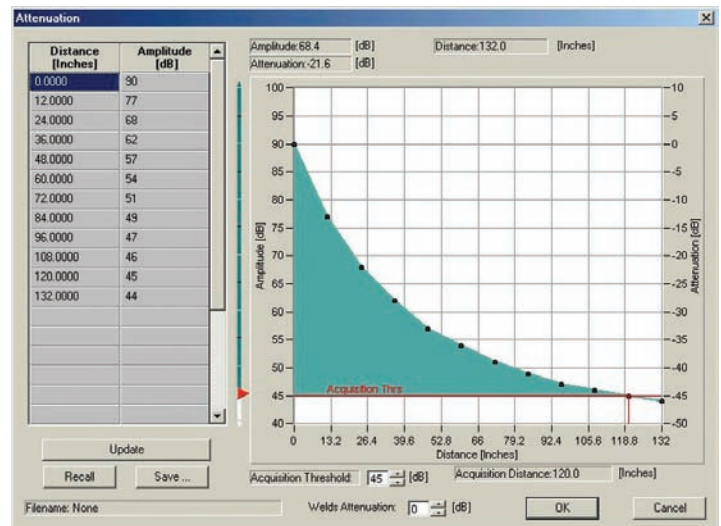 Attenuation
Distance [Inches] Amplitude [dB]
0.0000 90
12.0000 77
24.0000 68
36.0000 62
48.0000 57
60.0000 54
72.0000 51
84.0000 49
96.0000 47
108.0000 46
120.0000 45
132.0000 44
Update
Recall Save ...
Filename: None
Amplitude:68.4 [dB] Distance:132.0 [Inches]
Attenuation:-21.6 [dB]
100 10
95 5
90 0
85 -5
80 -10
75 -15
70 -20
65 -25
60 -30
55 -35
50 -40
45 -45
40 -50
Amplitude [dB]
Attenuation [dB]
Acquisition Thrs
0 13.2 26.4 39.6 52.8 66 79.2 92.4 105.6 118.8 132
Distance [Inches]
Acquisition Threshold: 45 [dB] Acquisition Distance:120.0 [Inches]
Welds Attenuation: 0 [dB] OK Cancel